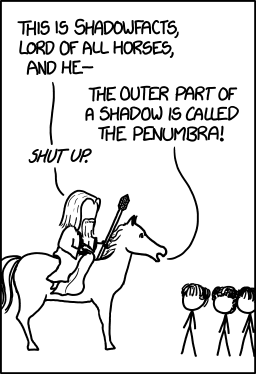 THIS IS SHADOWFACTS,
LORD OF ALL HORSES,
AND HE—
THE OUTER PART OF
A SHADOW IS CALLED
THE PENUMBRA!
SHUT UP.